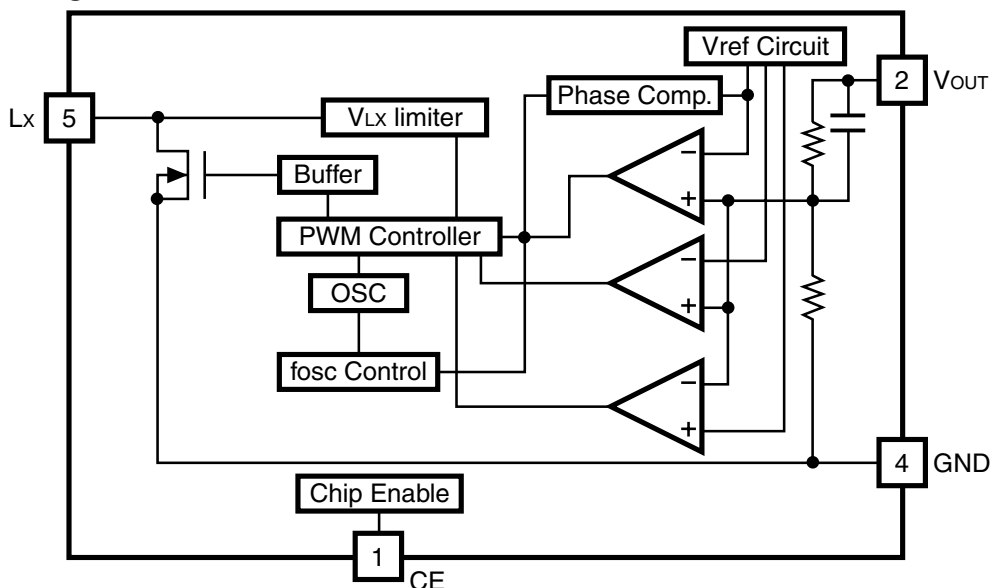 Vref Circuit
Phase Comp.
2 VOUT
LX 5
VLX limiter
Buffer
PWM Controller
OSC
fosc Control
−
+
−
+
−
+
4 GND
Chip Enable
1
CE